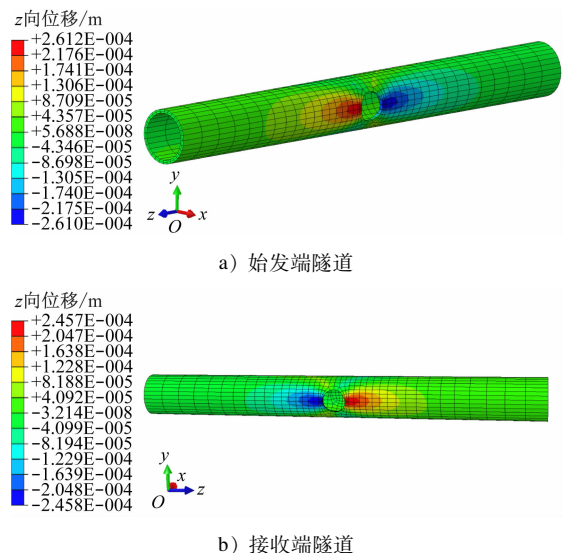 z向位移/m
+2.612E-004
+2.176E-004
+1.741E-004
+1.306E-004
+8.709E-005
+4.357E-005
+5.688E-008
-4.346E-005
-8.698E-005
-1.305E-004
-1.740E-004
-2.175E-004
-2.610E-004
y
z
O
x
a）始发端隧道
z向位移/m
+2.457E-004
+2.047E-004
+1.638E-004
+1.228E-004
+8.188E-005
+4.092E-005
-3.214E-008
-4.099E-005
-8.194E-005
-1.229E-004
-1.639E-004
-2.048E-004
-2.458E-004
y
x
O
z
b）接收端隧道